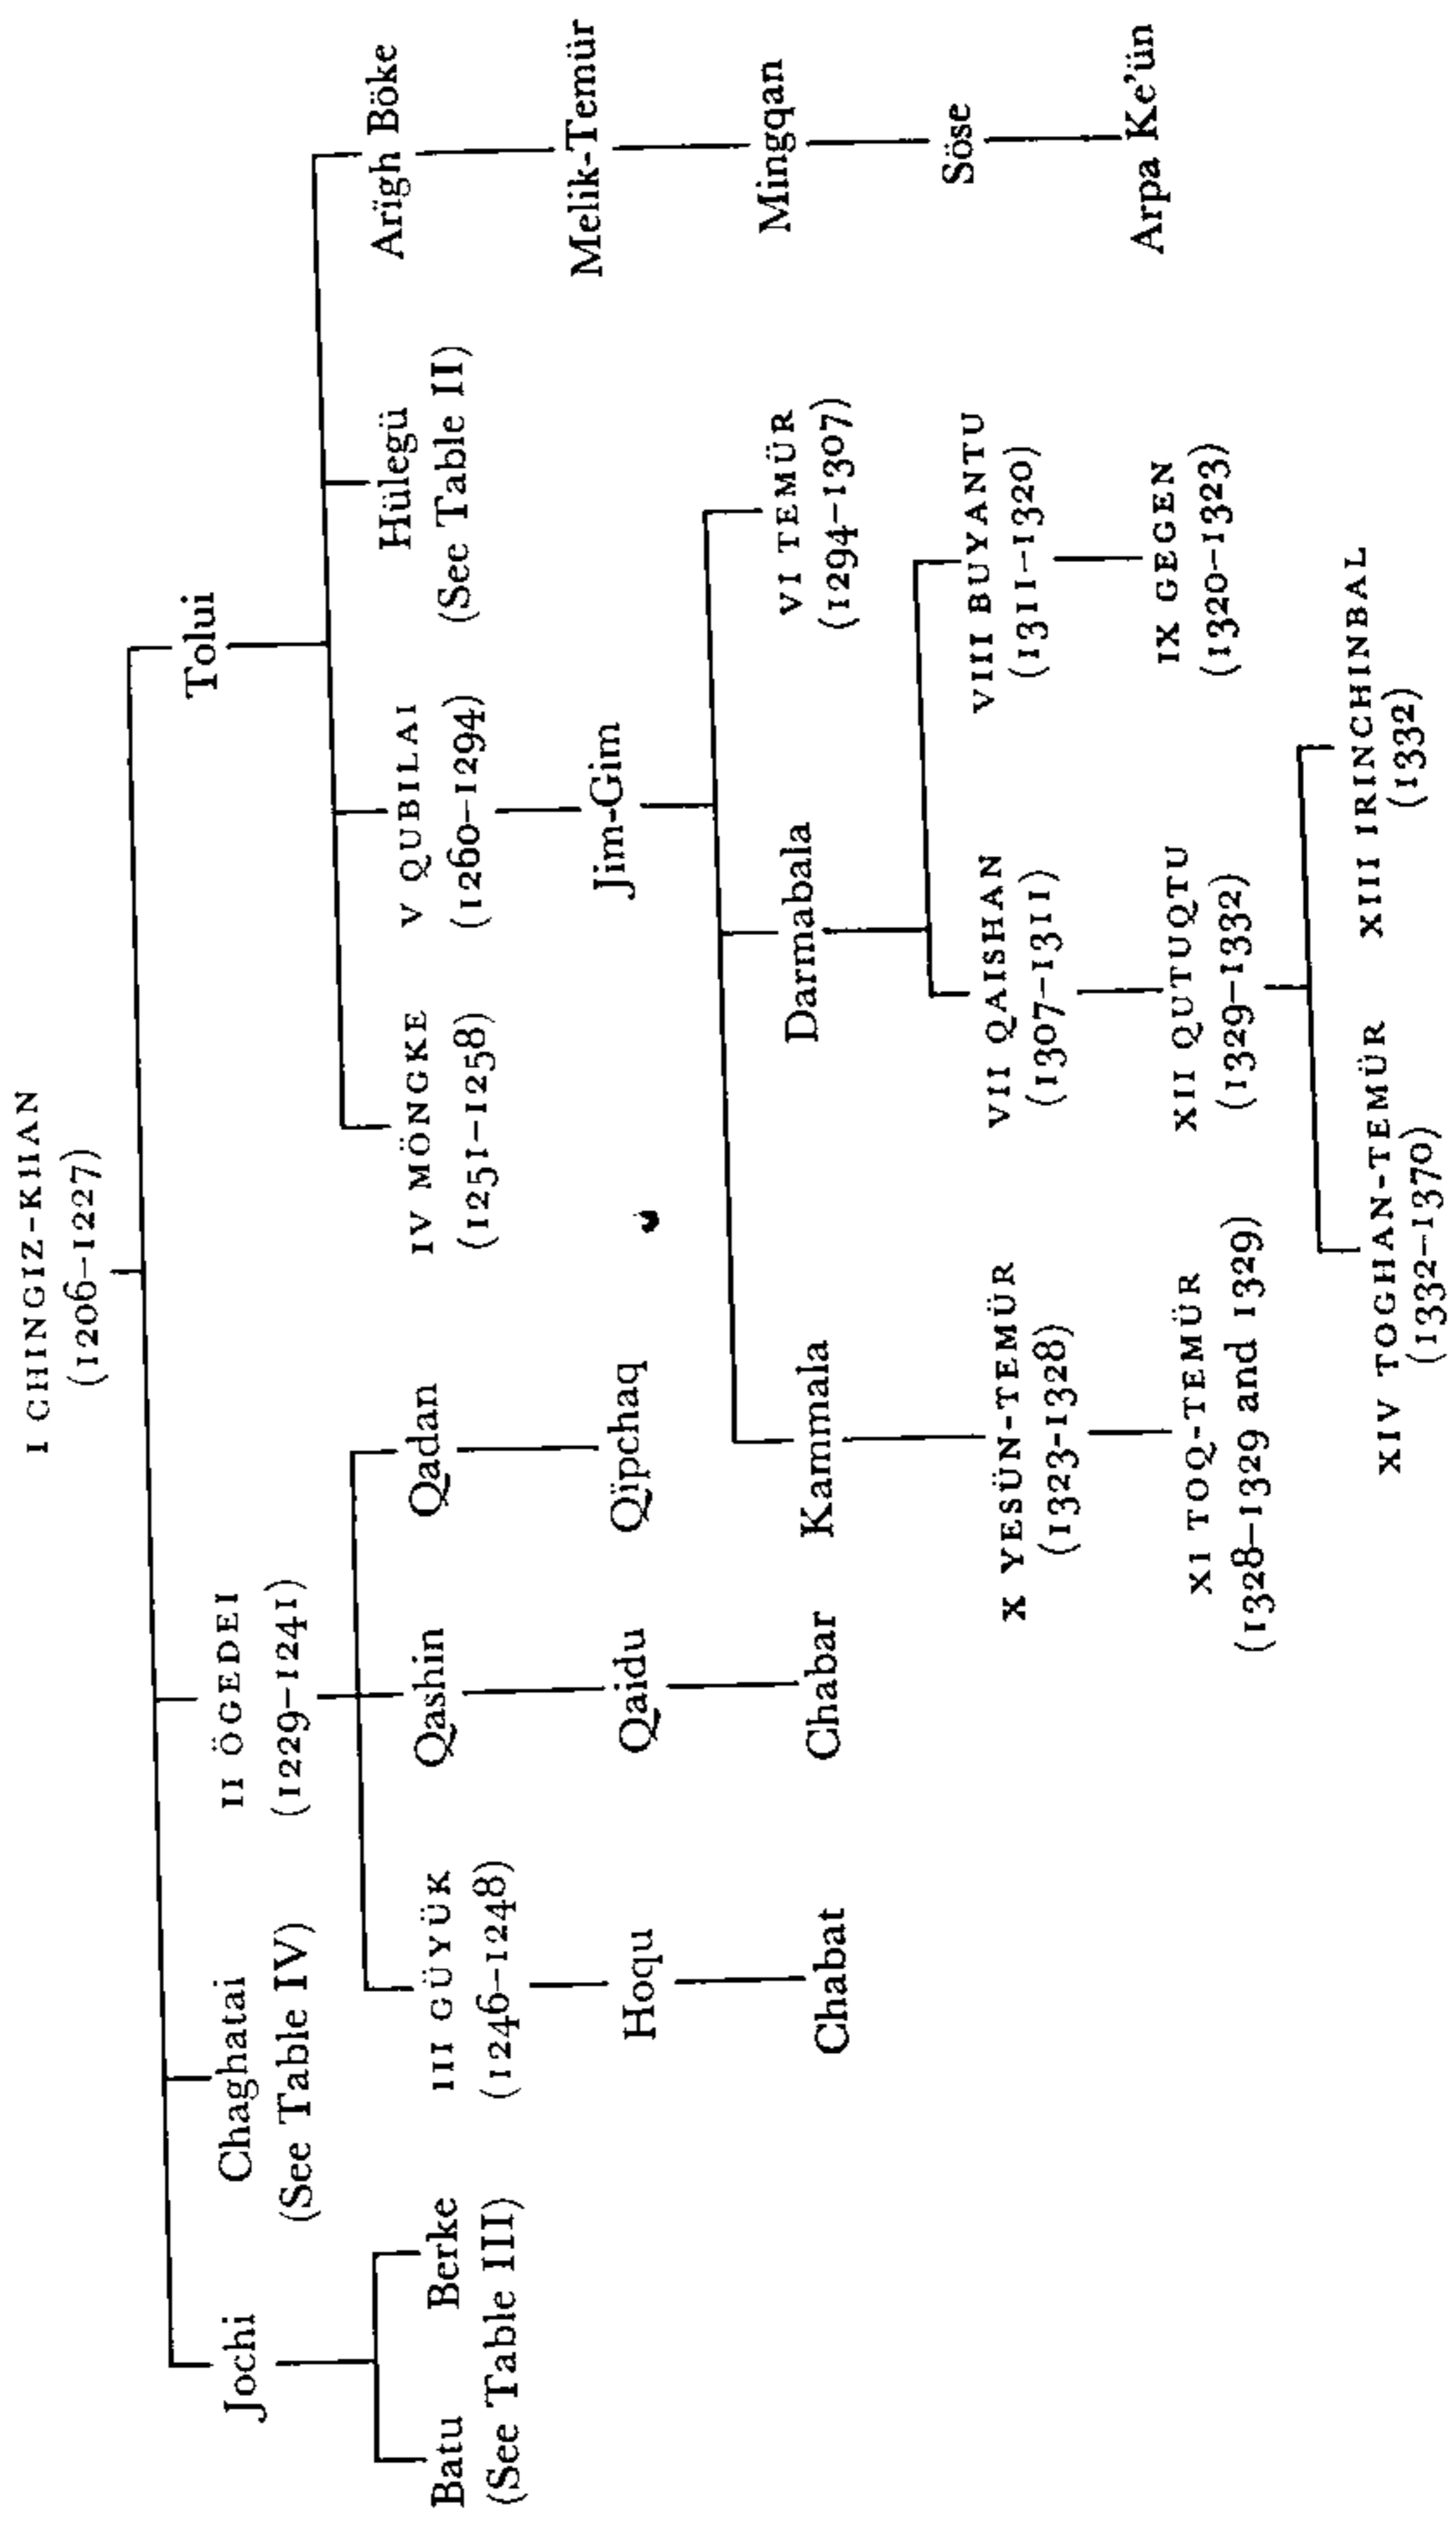 I CHINGIZ-KHAN
(1206–1227)
Jochi
Chaghatai
(See Table IV)
II ÖGEDEI
(1229–1241)
Tolui
Batu
Berke
(See Table III)
III GÜYÜK
(1246–1248)
Qashin
Qadan
IV MÖNGKE
(1251–1258)
V QUBILAI
(1260–1294)
Hülegü
(See Table II)
Arïgh Böke
Hoqu
Qaidu
Qïpchaq
Jim-Gim
Melik-Temür
Chabat
Chabar
Kammala
Darmabala
VI TEMÜR
(1294–1307)
Mingqan
X YESÜN-TEMÜR
(1323-1328)
VII QAISHAN
(1307–1311)
VIII BUYANTU
(1311–1320)
Söse
XI TOQ-TEMÜR
(1328–1329 and 1329)
XII QUTUQTU
(1329–1332)
IX GEGEN
(1320–1323)
Arpa Ke'ün
XIV TOGHAN-TEMÜR
(1332–1370)
XIII IRINCHINBAL
(1332)